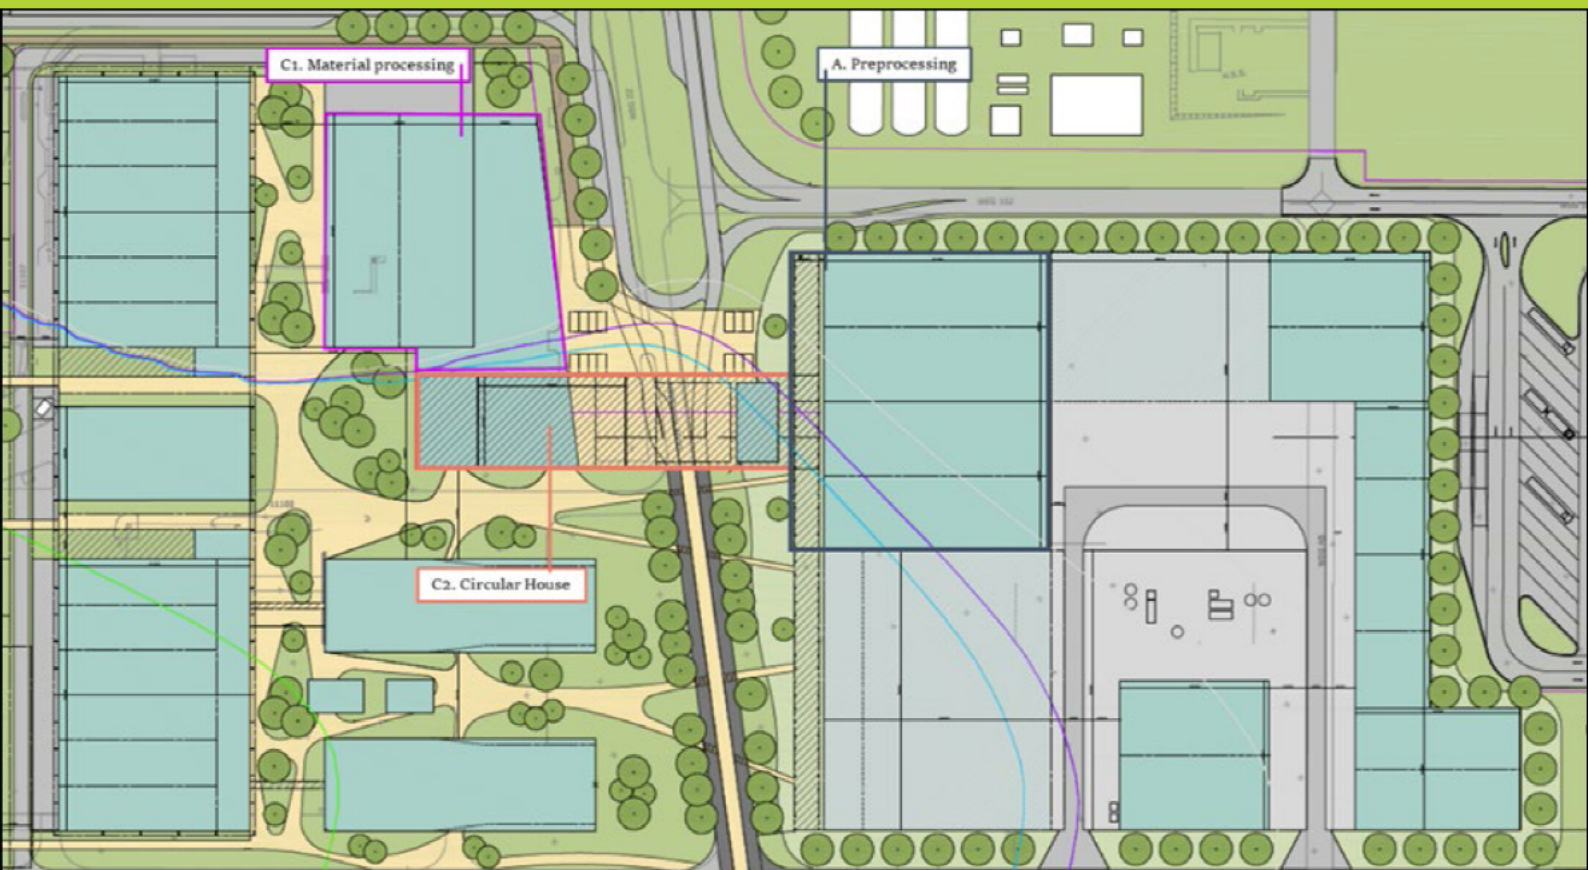 C1. Material processing
A. Preprocessing
C2. Circular House